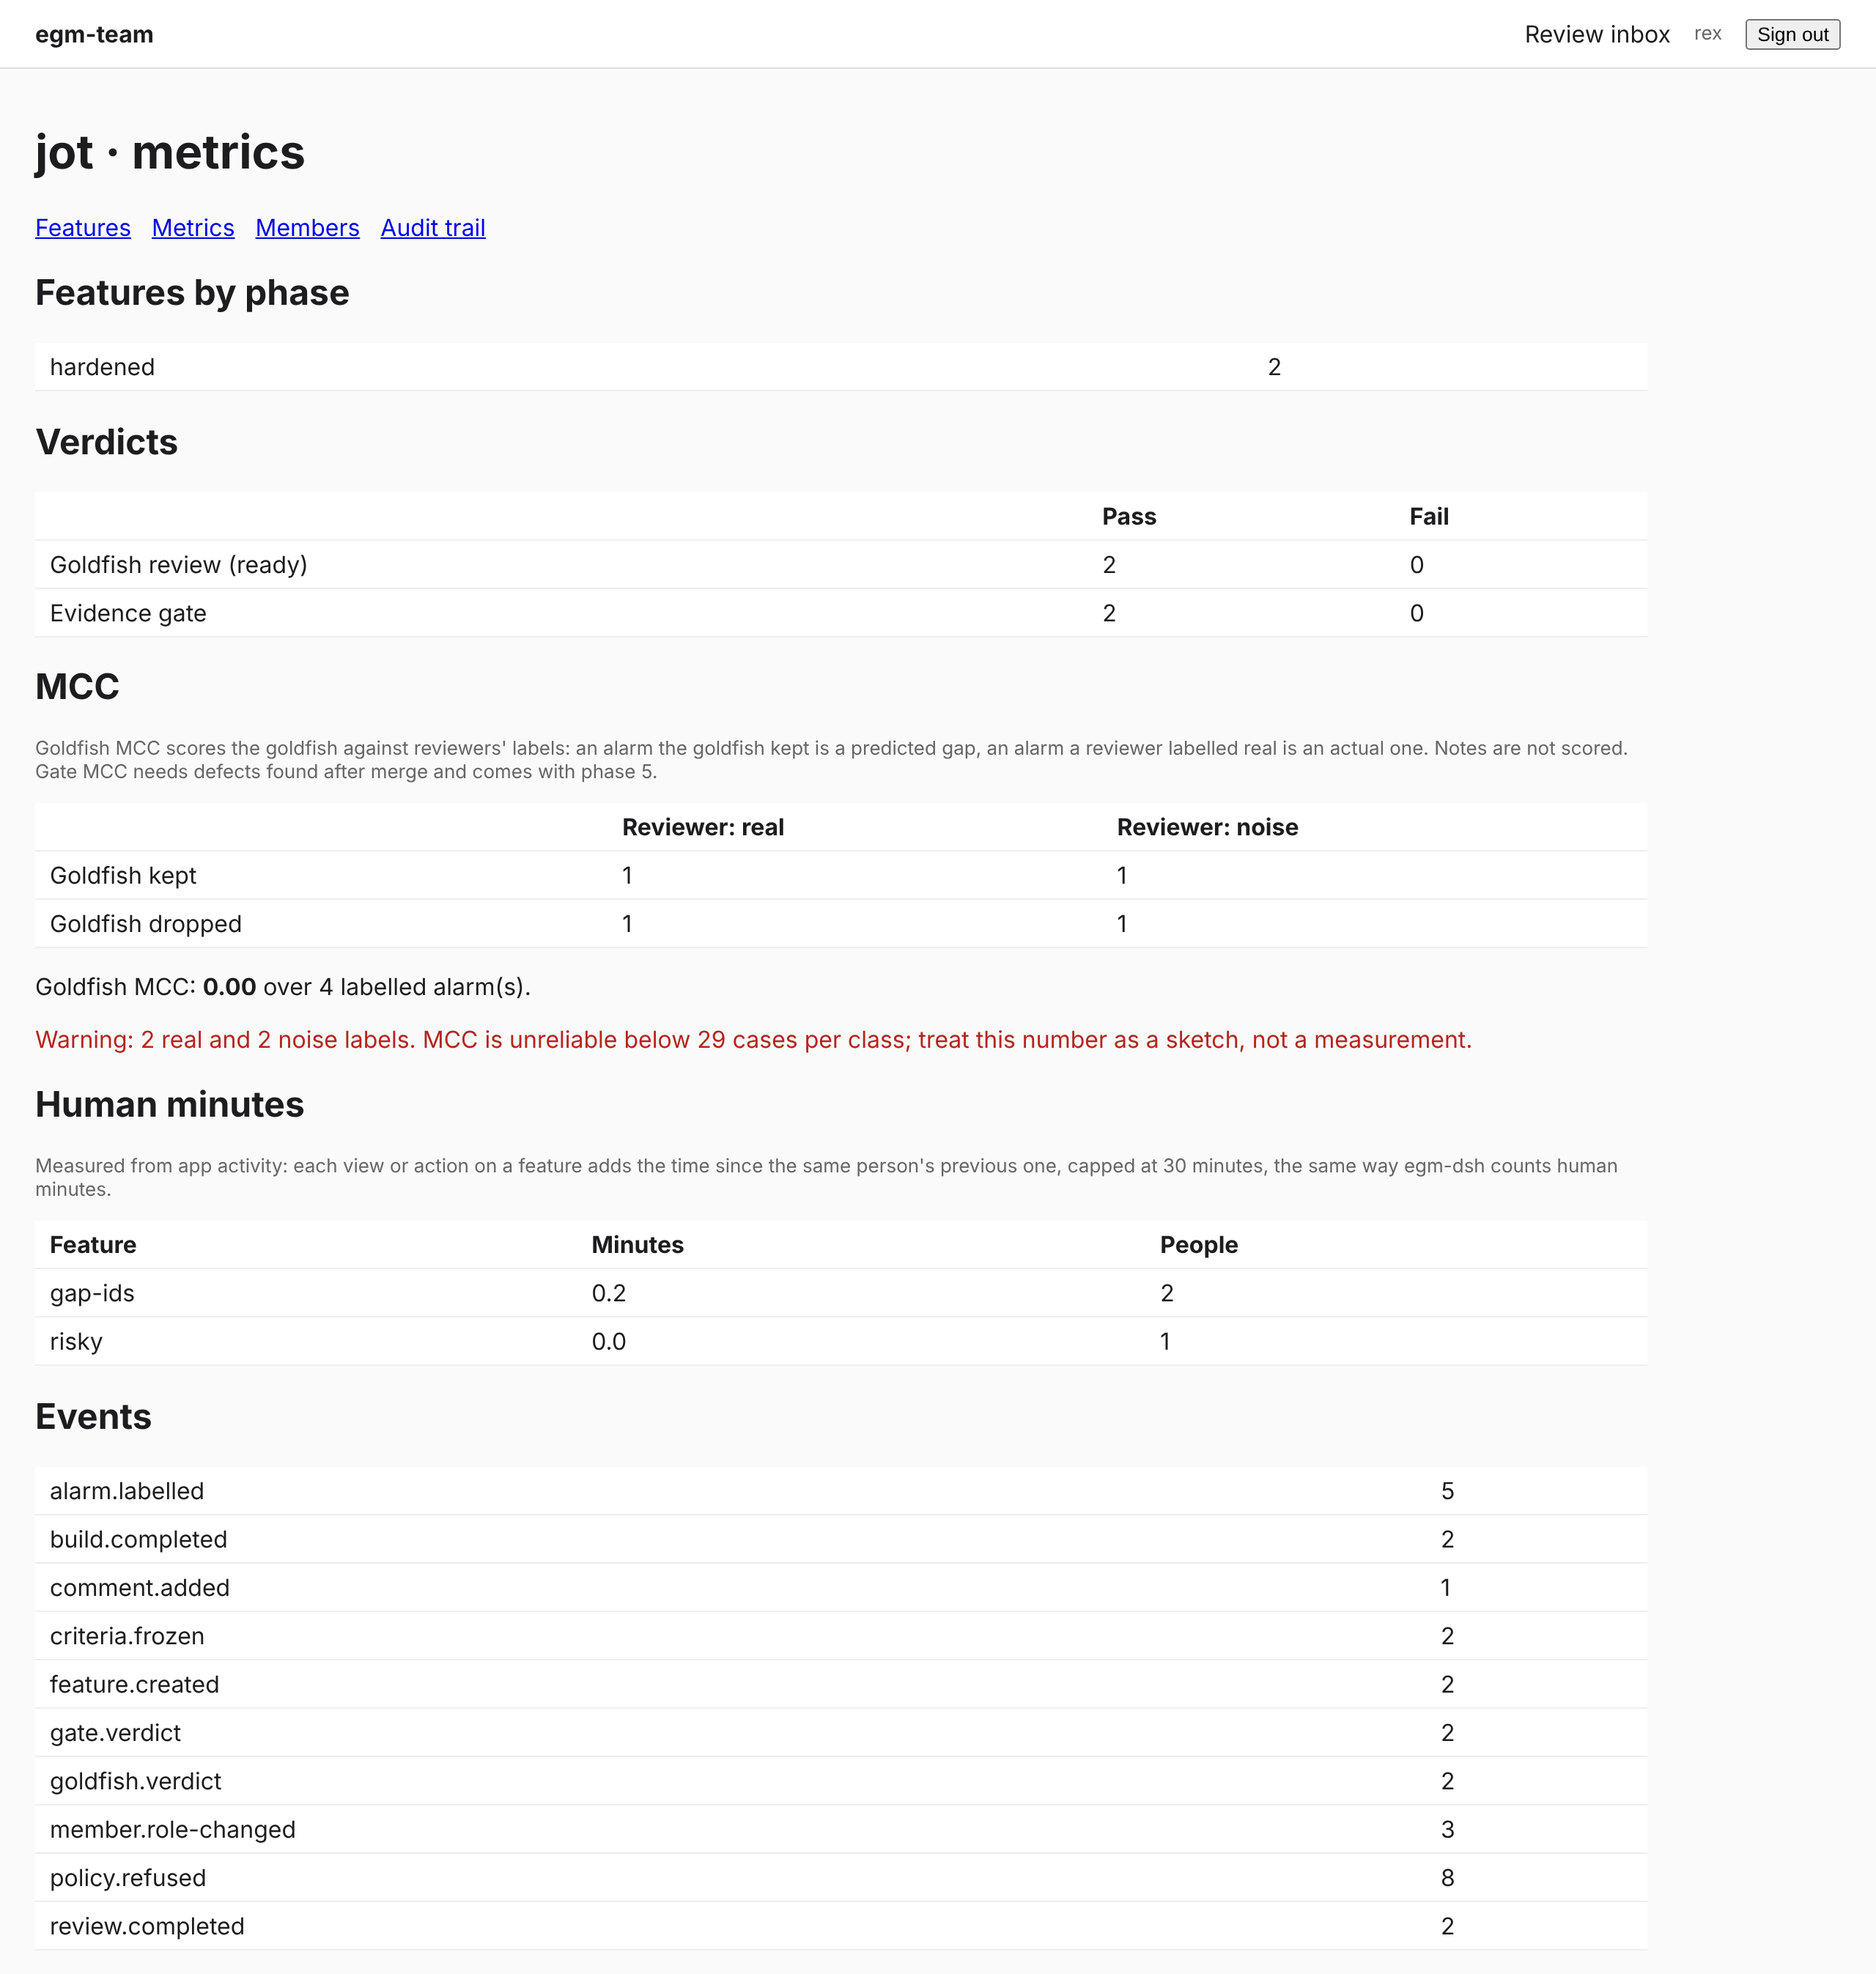 egm-team Review inbox rex Sign out
jot · metrics
Features Metrics Members Audit trail
Features by phase
hardened 2
Verdicts
Pass Fail
Goldfish review (ready) 2 0
Evidence gate 2 0
MCC
Goldfish MCC scores the goldfish against reviewers' labels: an alarm the goldfish kept is a predicted gap, an alarm a reviewer labelled real is an actual one. Notes are not scored.
Gate MCC needs defects found after merge and comes with phase 5.
Reviewer: real Reviewer: noise
Goldfish kept 1 1
Goldfish dropped 1 1
Goldfish MCC: 0.00 over 4 labelled alarm(s).
Warning: 2 real and 2 noise labels. MCC is unreliable below 29 cases per class; treat this number as a sketch, not a measurement.
Human minutes
Measured from app activity: each view or action on a feature adds the time since the same person's previous one, capped at 30 minutes, the same way egm-dsh counts human
minutes.
Feature Minutes People
gap-ids 0.2 2
risky 0.0 1
Events
alarm.labelled 5
build.completed 2
comment.added 1
criteria.frozen 2
feature.created 2
gate.verdict 2
goldfish.verdict 2
member.role-changed 3
policy.refused 8
review.completed 2